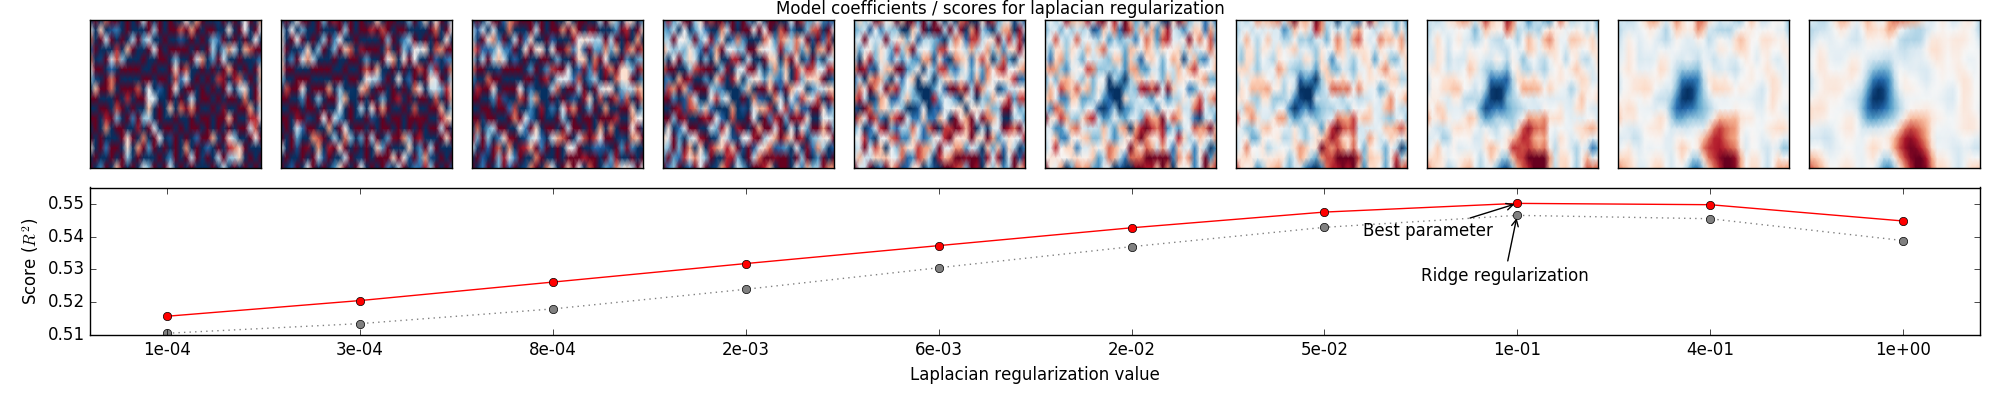 Model coefficients / scores for laplacian regularization
Score (R²)
0.55
0.54
0.53
0.52
0.51
Best parameter
Ridge regularization
1e-04 3e-04 8e-04 2e-03 6e-03 2e-02 5e-02 1e-01 4e-01 1e+00
Laplacian regularization value